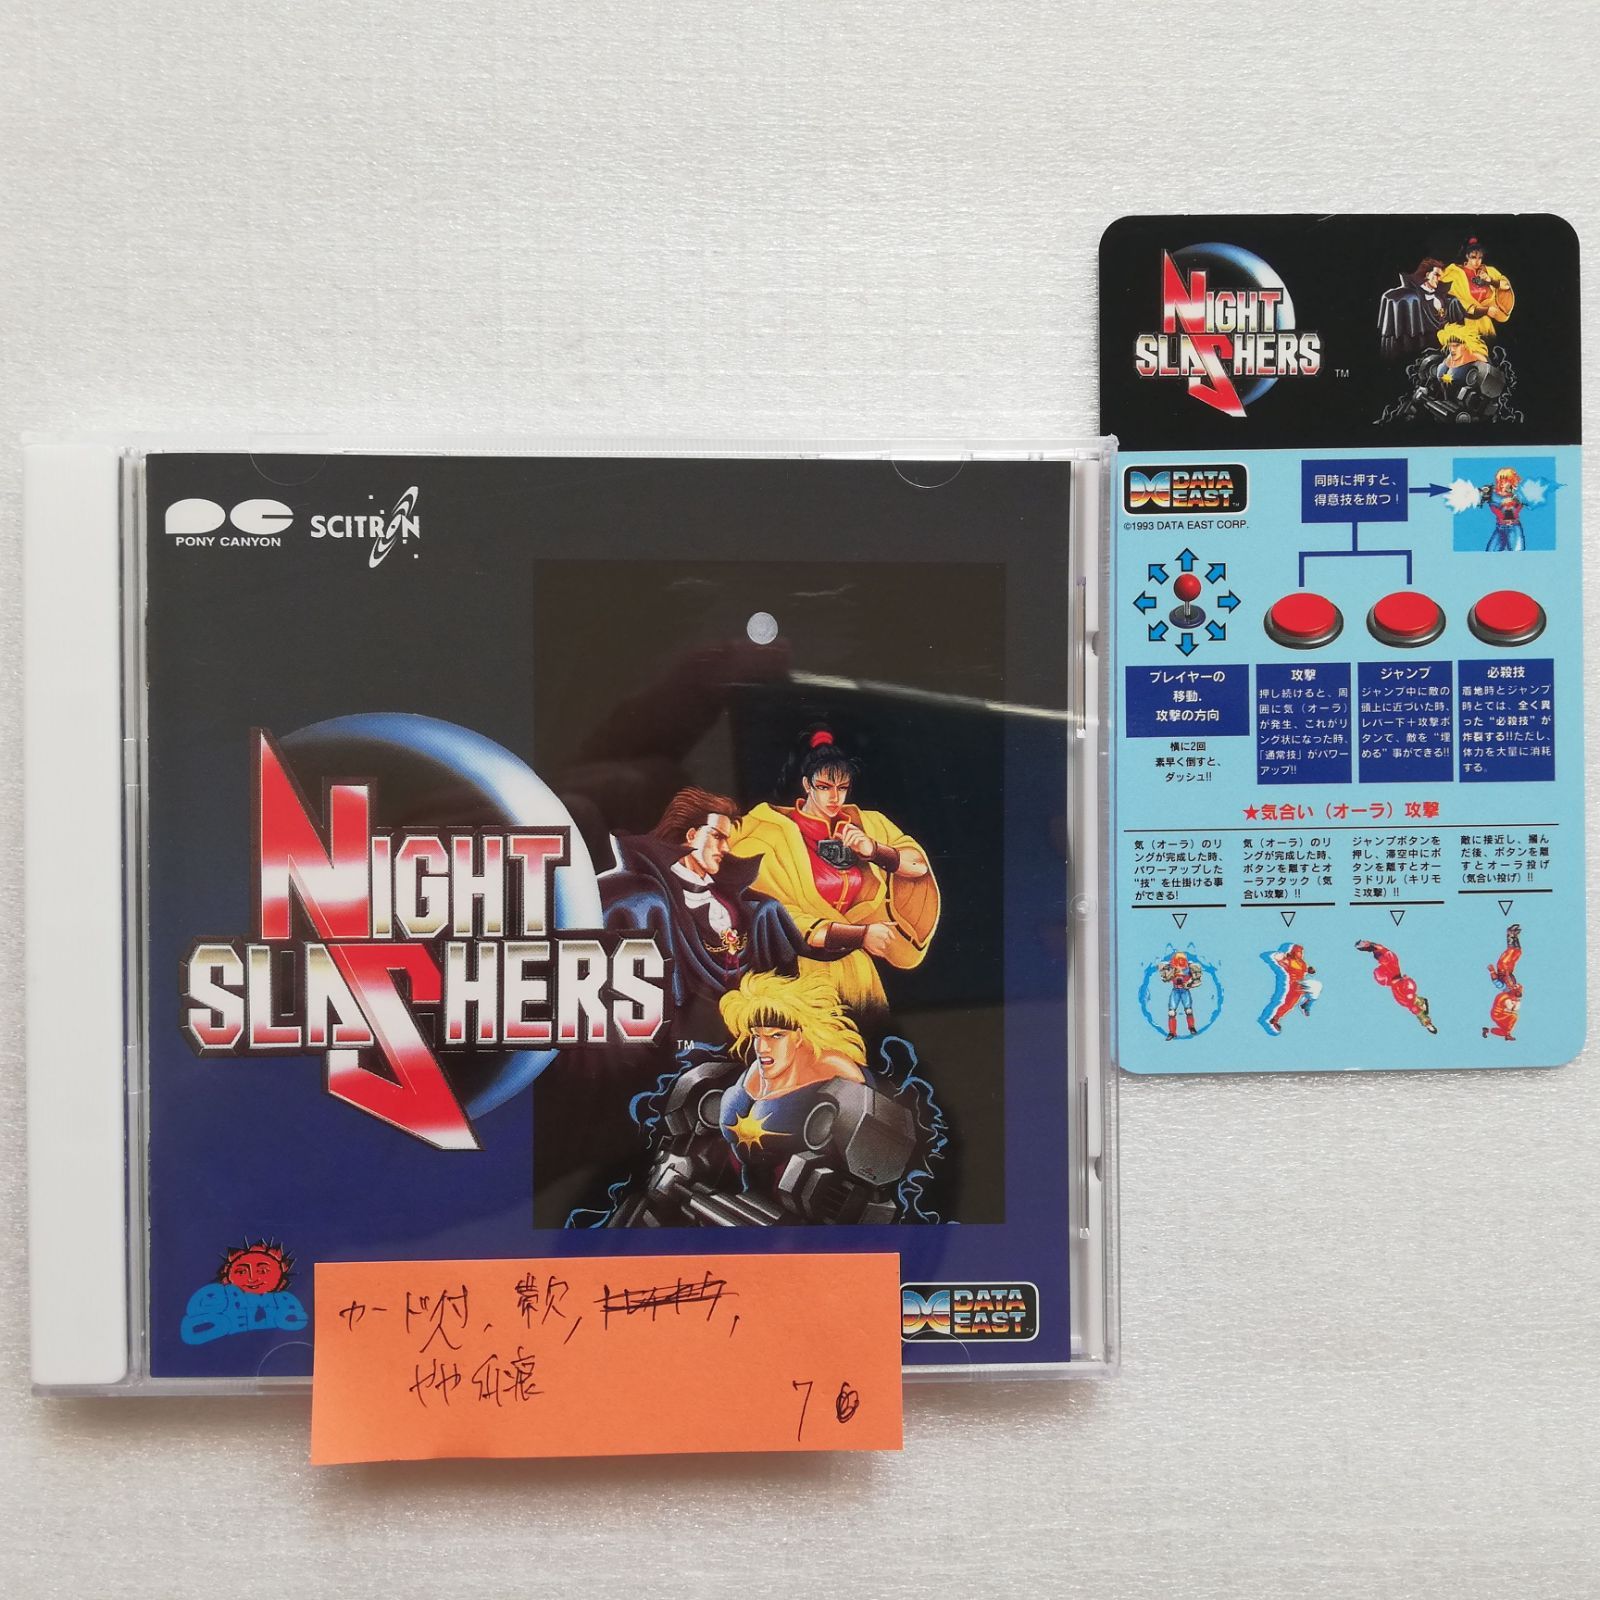 PONY CANYON
SCITRON
NIGHT
SLASHERS
TM
GAMADELIC
DATA
EAST
カード付、帯欠,
やや爪痕
7
NIGHT
SLASHERS
TM
DATA
EAST
©1993 DATA EAST CORP.
同時に押すと、
得意技を放つ!
プレイヤーの
移動.
攻撃の方向
横に2回
素早く倒すと、
ダッシュ!!
攻撃
押し続けると、周
囲に気(オーラ)
が発生、これがリ
ング状になった時、
「通常技」がパワー
アップ!!
ジャンプ
ジャンプ中に敵の
頭上に近づいた時、
レバー下+攻撃ボ
タンで、敵を"埋
める"事ができる!!
必殺技
着地時とジャンプ
時とでは、全く異
った"必殺技"が
炸裂する!!ただし、
体力を大量に消耗
する。
★気合い(オーラ)攻撃
気(オーラ)のリ
ングが完成した時、
パワーアップした
"技"を仕掛ける事
ができる!
気(オーラ)のリ
ングが完成した時、
ボタンを離すとオ
ーラアタック(気
合い攻撃)!!
ジャンプボタンを
押し、滞空中にボ
タンを離すとオー
ラドリル(キリモ
ミ攻撃)!!
敵に接近し、掴ん
だ後、ボタンを離
すとオーラ投げ
(気合い投げ)!!